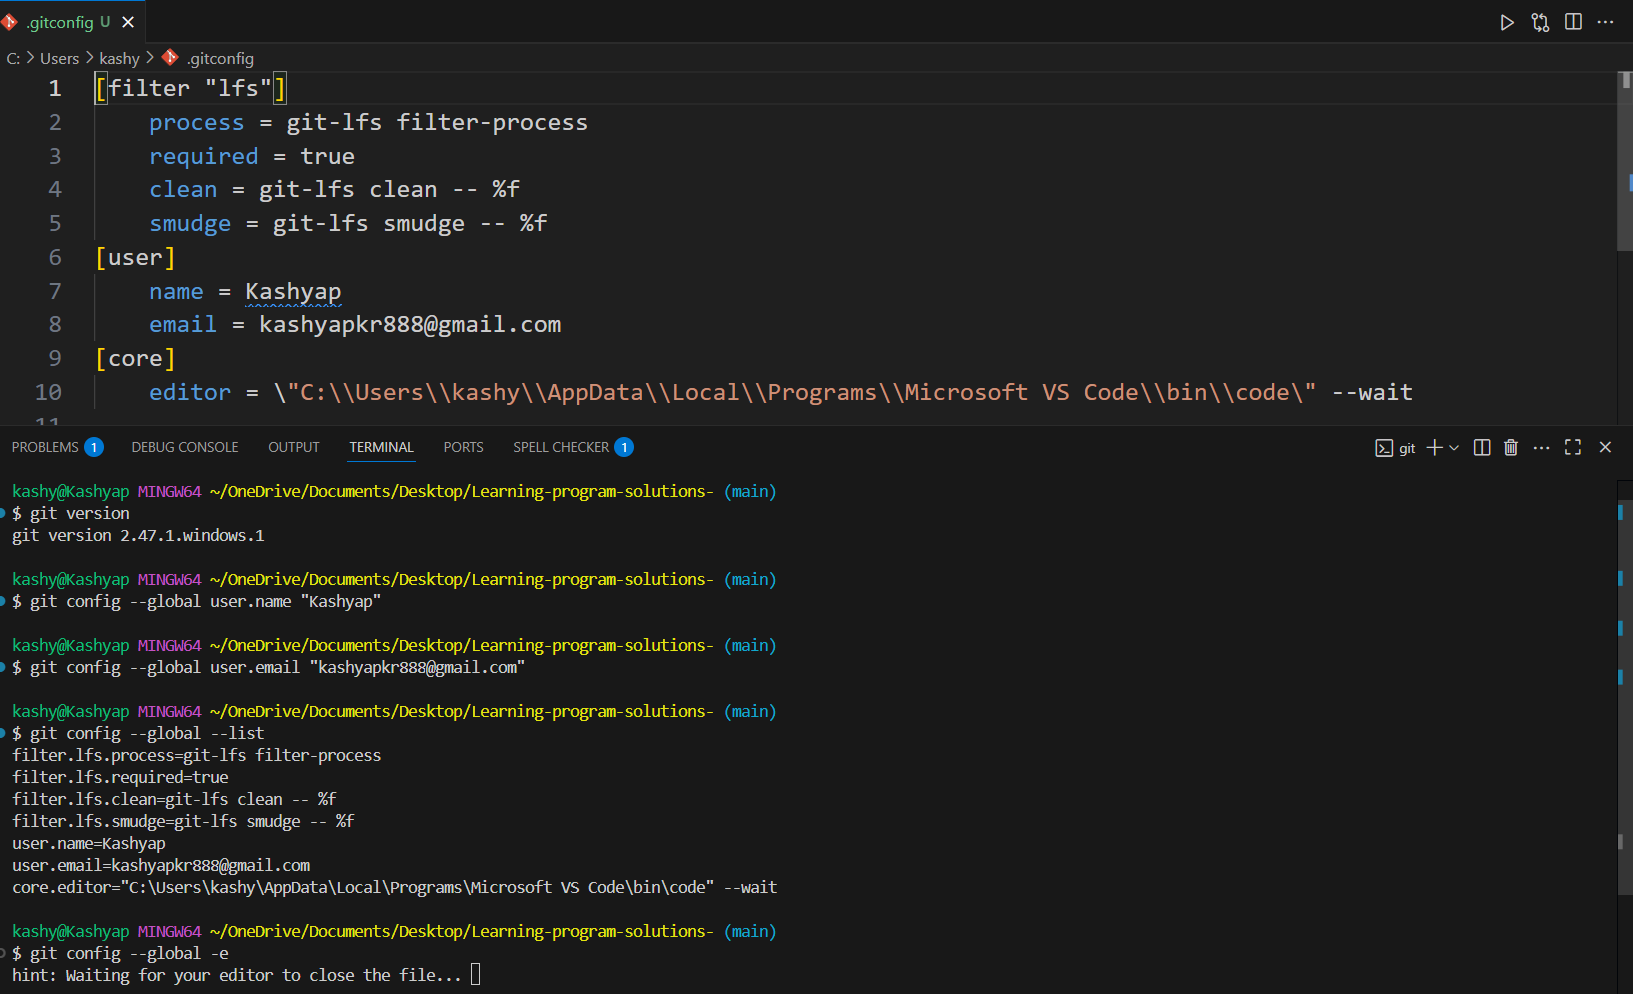 .gitconfig U
C: > Users > kashy > .gitconfig
1 [filter "lfs"]
2 process = git-lfs filter-process
3 required = true
4 clean = git-lfs clean -- %f
5 smudge = git-lfs smudge -- %f
6 [user]
7 name = Kashyap
8 email = kashyapkr888@gmail.com
9 [core]
10 editor = \"C:\\Users\\kashy\\AppData\\Local\\Programs\\Microsoft VS Code\\bin\\code\" --wait
11
PROBLEMS 1 DEBUG CONSOLE OUTPUT TERMINAL PORTS SPELL CHECKER 1 git
kashy@Kashyap MINGW64 ~/OneDrive/Documents/Desktop/Learning-program-solutions- (main)
$ git version
git version 2.47.1.windows.1
kashy@Kashyap MINGW64 ~/OneDrive/Documents/Desktop/Learning-program-solutions- (main)
$ git config --global user.name "Kashyap"
kashy@Kashyap MINGW64 ~/OneDrive/Documents/Desktop/Learning-program-solutions- (main)
$ git config --global user.email "kashyapkr888@gmail.com"
kashy@Kashyap MINGW64 ~/OneDrive/Documents/Desktop/Learning-program-solutions- (main)
$ git config --global --list
filter.lfs.process=git-lfs filter-process
filter.lfs.required=true
filter.lfs.clean=git-lfs clean -- %f
filter.lfs.smudge=git-lfs smudge -- %f
user.name=Kashyap
user.email=kashyapkr888@gmail.com
core.editor="C:\Users\kashy\AppData\Local\Programs\Microsoft VS Code\bin\code" --wait
kashy@Kashyap MINGW64 ~/OneDrive/Documents/Desktop/Learning-program-solutions- (main)
$ git config --global -e
hint: Waiting for your editor to close the file...